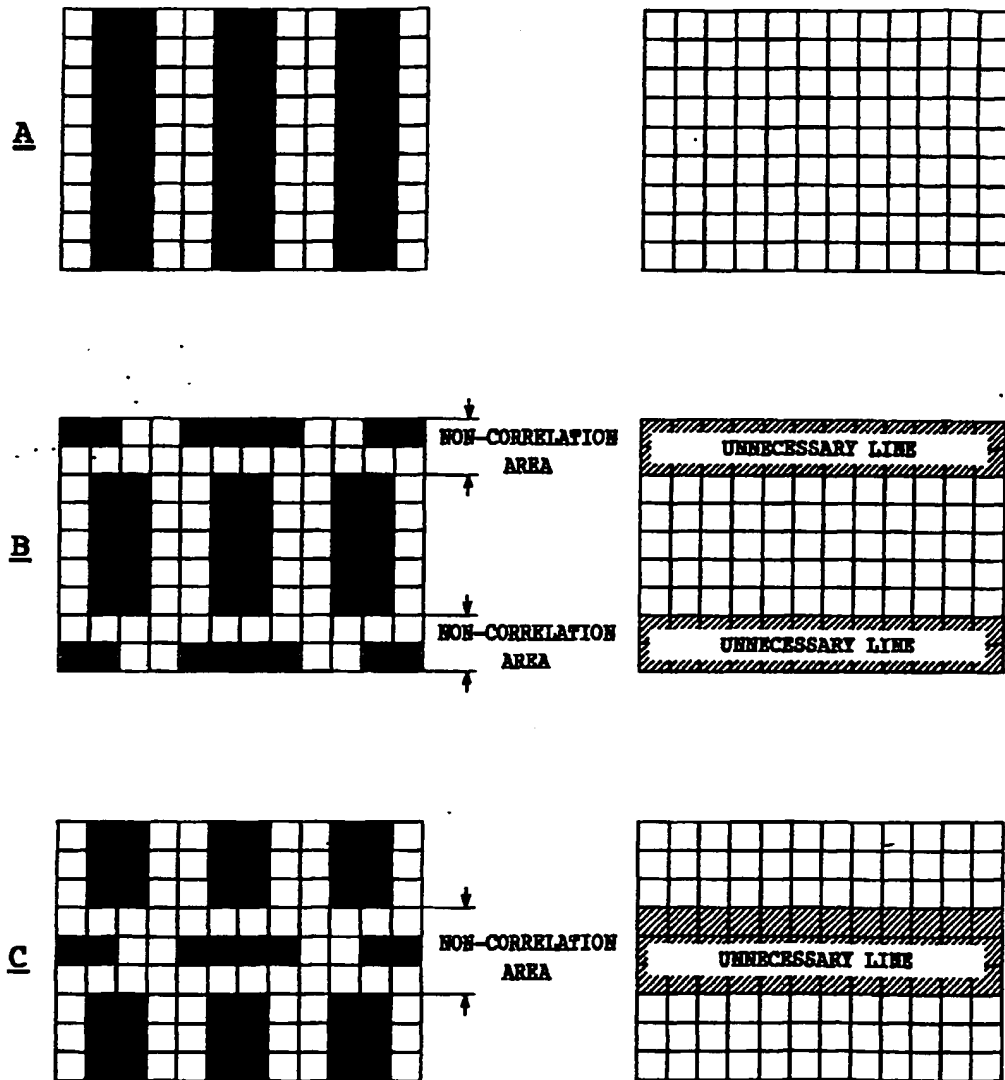 A
B
NON-CORRELATION
AREA
UNNECESSARY LINE
NON-CORRELATION
AREA
UNNECESSARY LINE
C
NON-CORRELATION
AREA
UNNECESSARY LINE